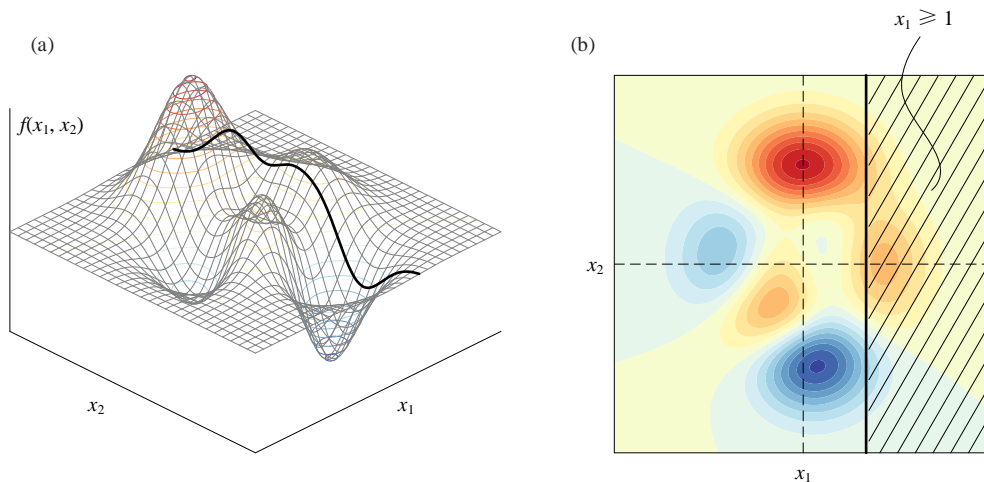 (a)
f(x₁, x₂)
x₂
x₁
(b)
x₁ ⩾ 1
x₂
x₁